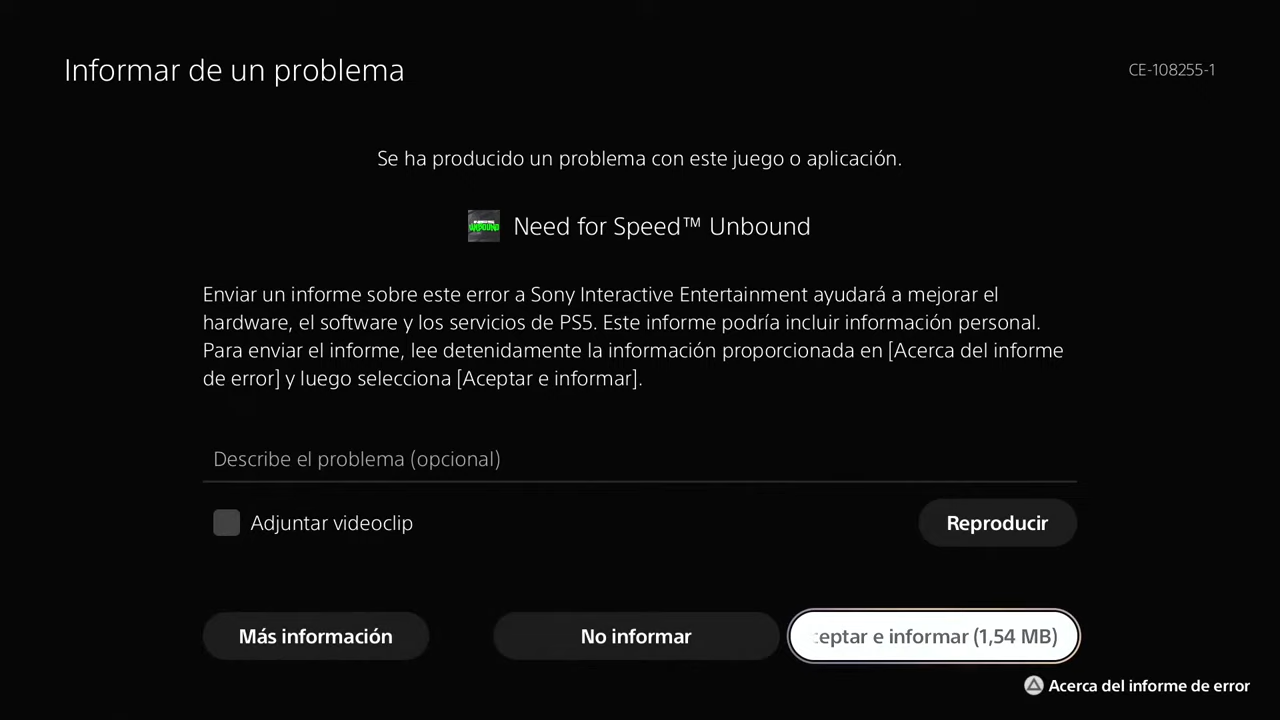 Informar de un problema
CE-108255-1
Se ha producido un problema con este juego o aplicación.
UNBOUND
Need for Speed™ Unbound
Enviar un informe sobre este error a Sony Interactive Entertainment ayudará a mejorar el
hardware, el software y los servicios de PS5. Este informe podría incluir información personal.
Para enviar el informe, lee detenidamente la información proporcionada en [Acerca del informe
de error] y luego selecciona [Aceptar e informar].
Describe el problema (opcional)
Adjuntar videoclip
Reproducir
Más información
No informar
ceptar e informar (1,54 MB)
Acerca del informe de error